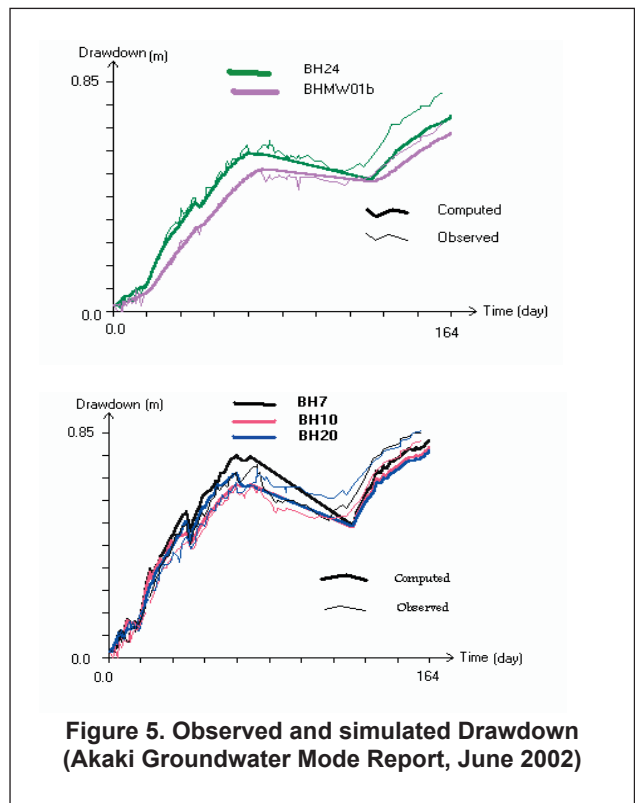 Drawdown (m)
0.85
BH24
BHMW01b
Computed
Observed
0.0
Time (day)
0.0
164
Drawdown (m)
BH7
BH10
BH20
0.85
Computed
Observed
0.0
Time (day)
0.0
164
Figure 5. Observed and simulated Drawdown
(Akaki Groundwater Mode Report, June 2002)